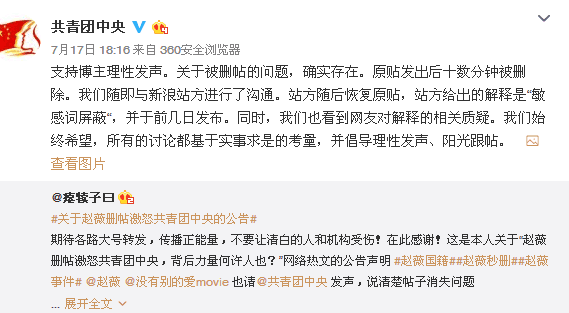 共青团中央
7月17日 18:16 来自 360安全浏览器
支持博主理性发声。关于被删帖的问题，确实存在。原贴发出后十数分钟被删
除。我们随即与新浪站方进行了沟通。站方随后恢复原贴，站方给出的解释是“敏
感词屏蔽“，并于前几日发布。同时，我们也看到网友对解释的相关质疑。我们始
终希望，所有的讨论都基于实事求是的考量，并倡导理性发声、阳光跟帖。
查看图片
@疙犊子曰
#关于赵薇删帖激怒共青团中央的公告#
期待各路大号转发，传播正能量，不要让清白的人和机构受伤！在此感谢！这是本人关于“赵薇
删帖激怒共青团中央，背后力量何许人也？”网络热文的公告声明 #赵薇国籍##赵薇秒删##赵薇
事件# @赵薇 @没有别的爱movie 也请@共青团中央 发声，说清楚帖子消失问题
... 展开全文